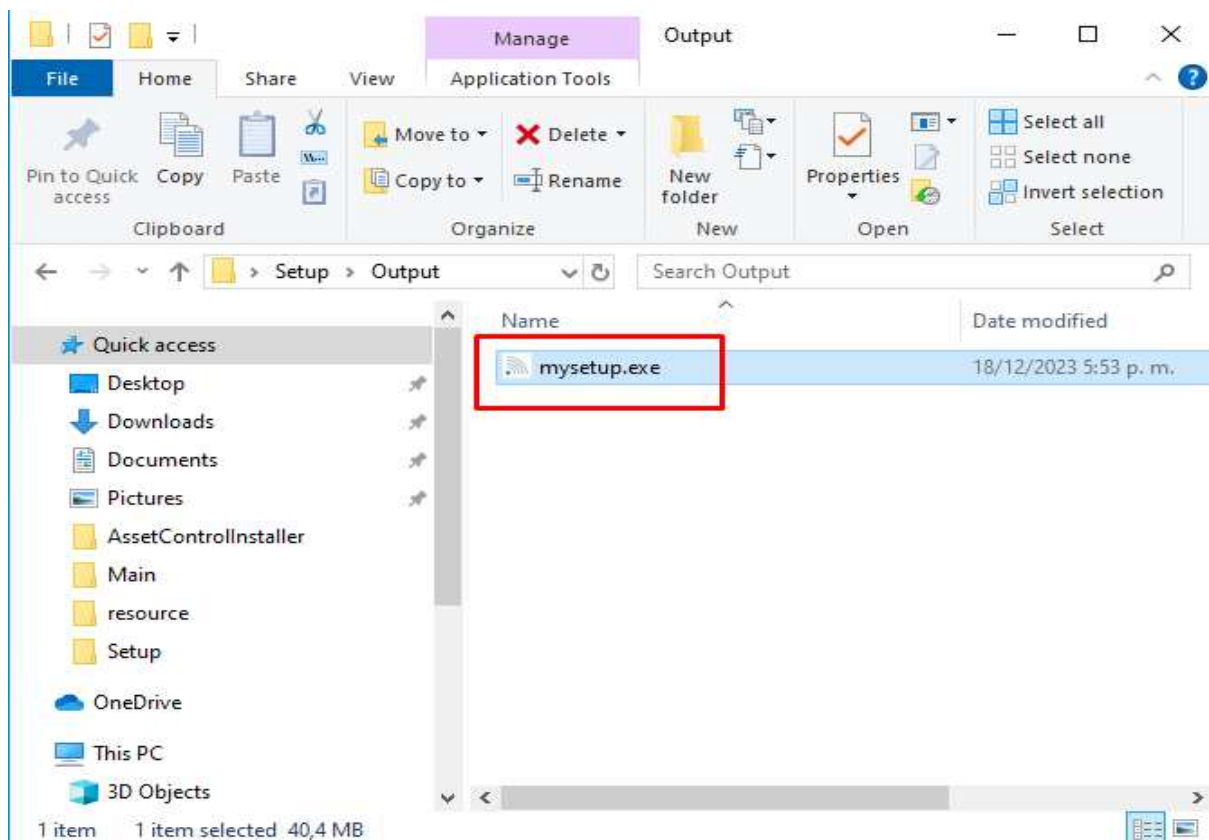 Manage
Output
File
Home
Share
View
Application Tools
Pin to Quick
access
Copy
Paste
Move to
Copy to
Delete
Rename
New
folder
Properties
Select all
Select none
Invert selection
Clipboard
Organize
New
Open
Select
Setup > Output
Search Output
Name
Date modified
mysetup.exe
18/12/2023 5:53 p. m.
Quick access
Desktop
Downloads
Documents
Pictures
AssetControlInstaller
Main
resource
Setup
OneDrive
This PC
3D Objects
1 item
1 item selected 40,4 MB